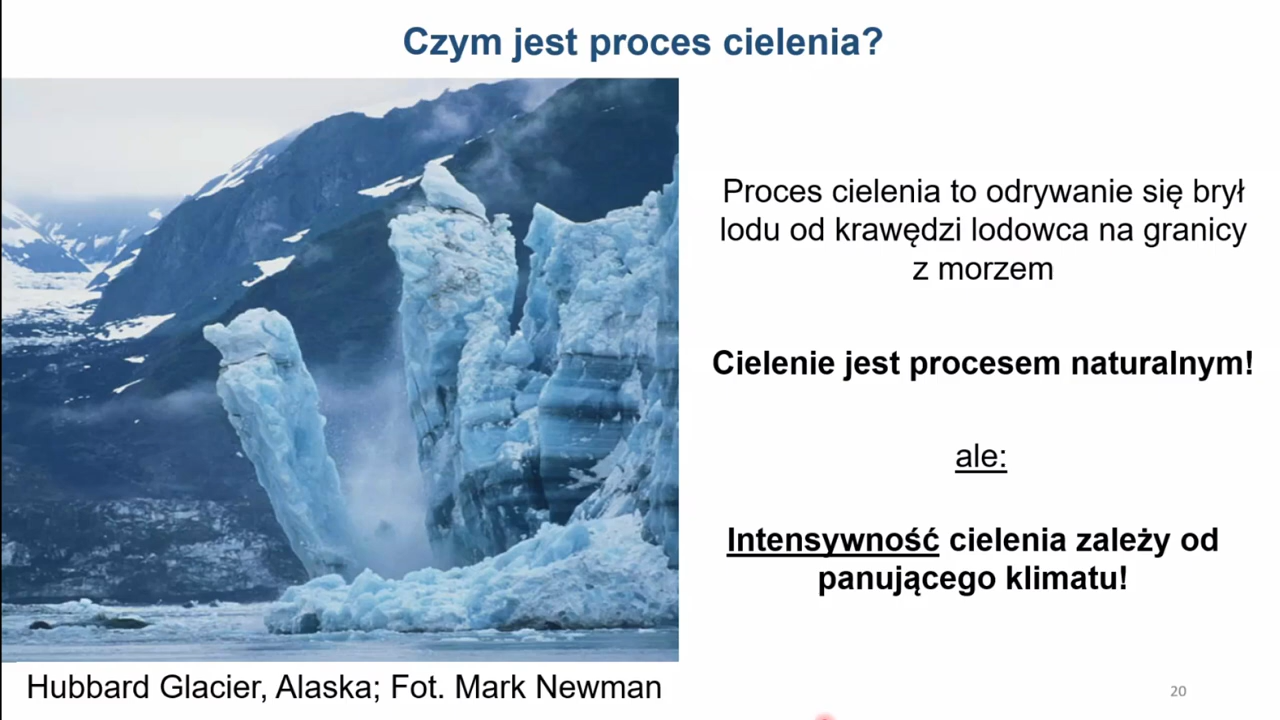 Czym jest proces cielenia?
Proces cielenia to odrywanie się brył
lodu od krawędzi lodowca na granicy
z morzem
Cielenie jest procesem naturalnym!
ale:
Intensywność cielenia zależy od
panującego klimatu!
Hubbard Glacier, Alaska; Fot. Mark Newman
20